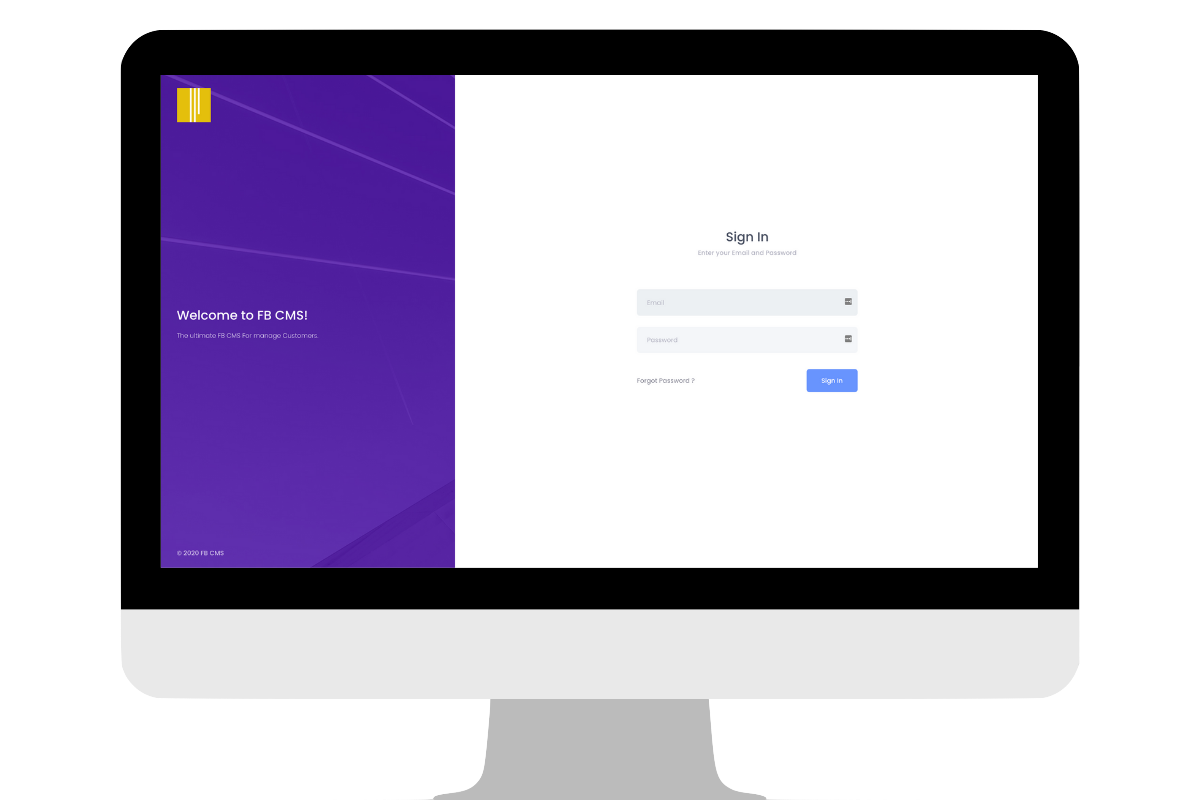 Welcome to FB CMS!
The ultimate FB CMS For manage Customers.
© 2020 FB CMS
Sign In
Enter your Email and Password
Email
Password
Forgot Password ?
Sign In